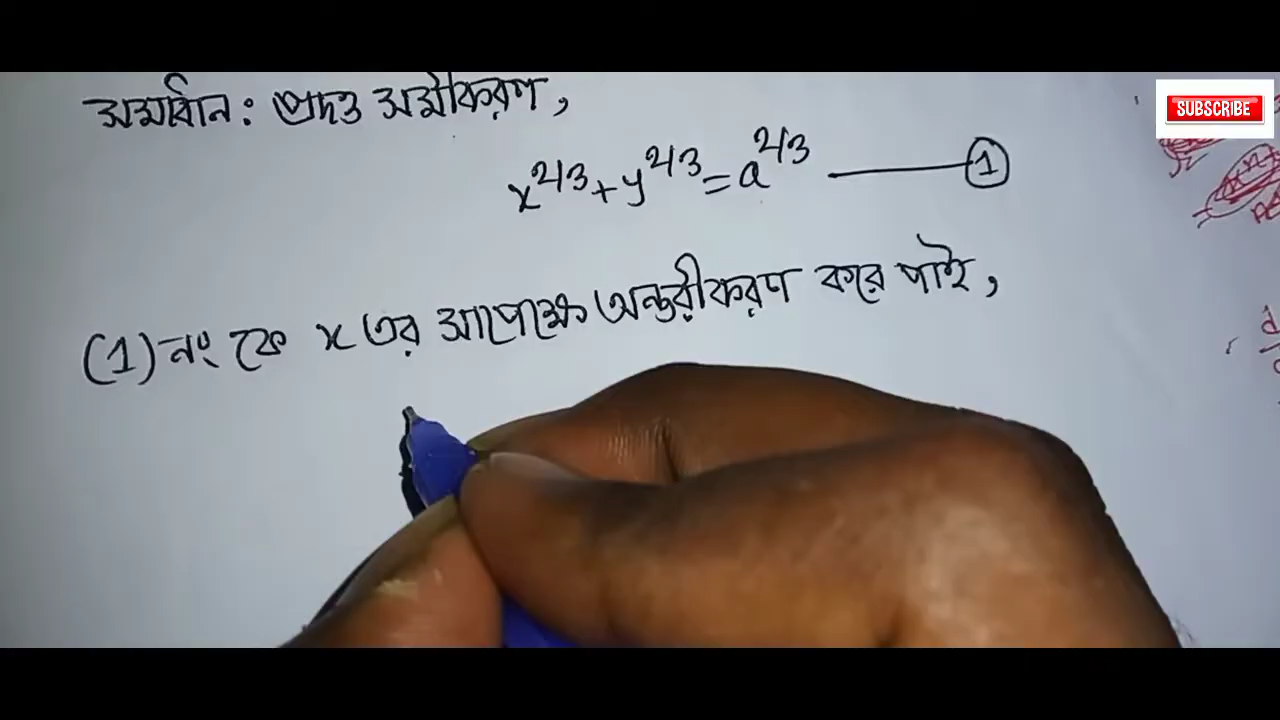 সমাধান: প্রদত্ত সমীকরণ,
SUBSCRIBE
x^{2/3} + y^{2/3} = a^{2/3} —— ①
(1) নং কে x এর সাপেক্ষে অন্তরীকরণ করে পাই,